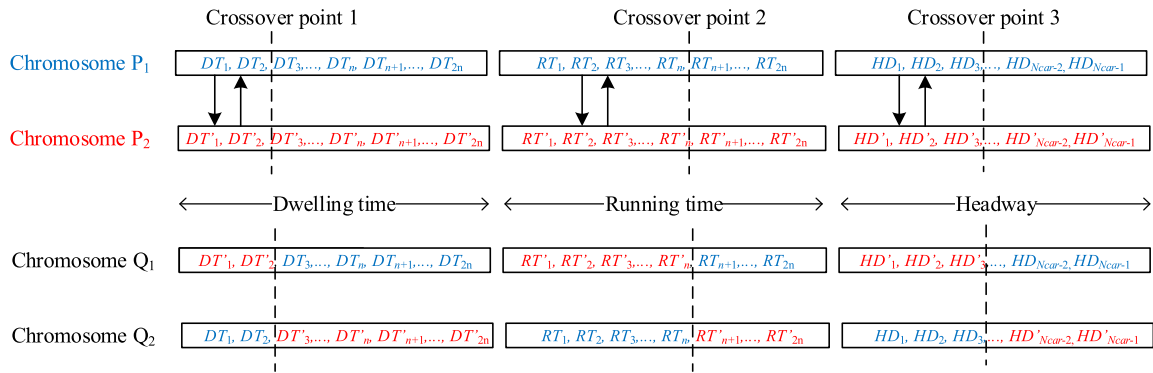 Crossover point 1 Crossover point 2 Crossover point 3
Chromosome P1 DT1, DT2, DT3,..., DTn, DTn+1,..., DT2n RT1, RT2, RT3,..., RTn, RTn+1,..., RT2n HD1, HD2, HD3,..., HDNcar-2, HDNcar-1
Chromosome P2 DT'1, DT'2, DT'3,..., DT'n, DT'n+1,..., DT'2n RT'1, RT'2, RT'3,..., RT'n, RT'n+1,..., RT'2n HD'1, HD'2, HD'3,..., HD'Ncar-2, HD'Ncar-1
Dwelling time Running time Headway
Chromosome Q1 DT'1, DT'2, DT3,..., DTn, DTn+1,..., DT2n RT'1, RT'2, RT'3,..., RT'n, RTn+1,..., RT2n HD'1, HD'2, HD'3,..., HDNcar-2, HDNcar-1
Chromosome Q2 DT1, DT2, DT'3,..., DT'n, DT'n+1,..., DT'2n RT1, RT2, RT3,..., RTn, RT'n+1,..., RT'2n HD1, HD2, HD3,..., HD'Ncar-2, HD'Ncar-1